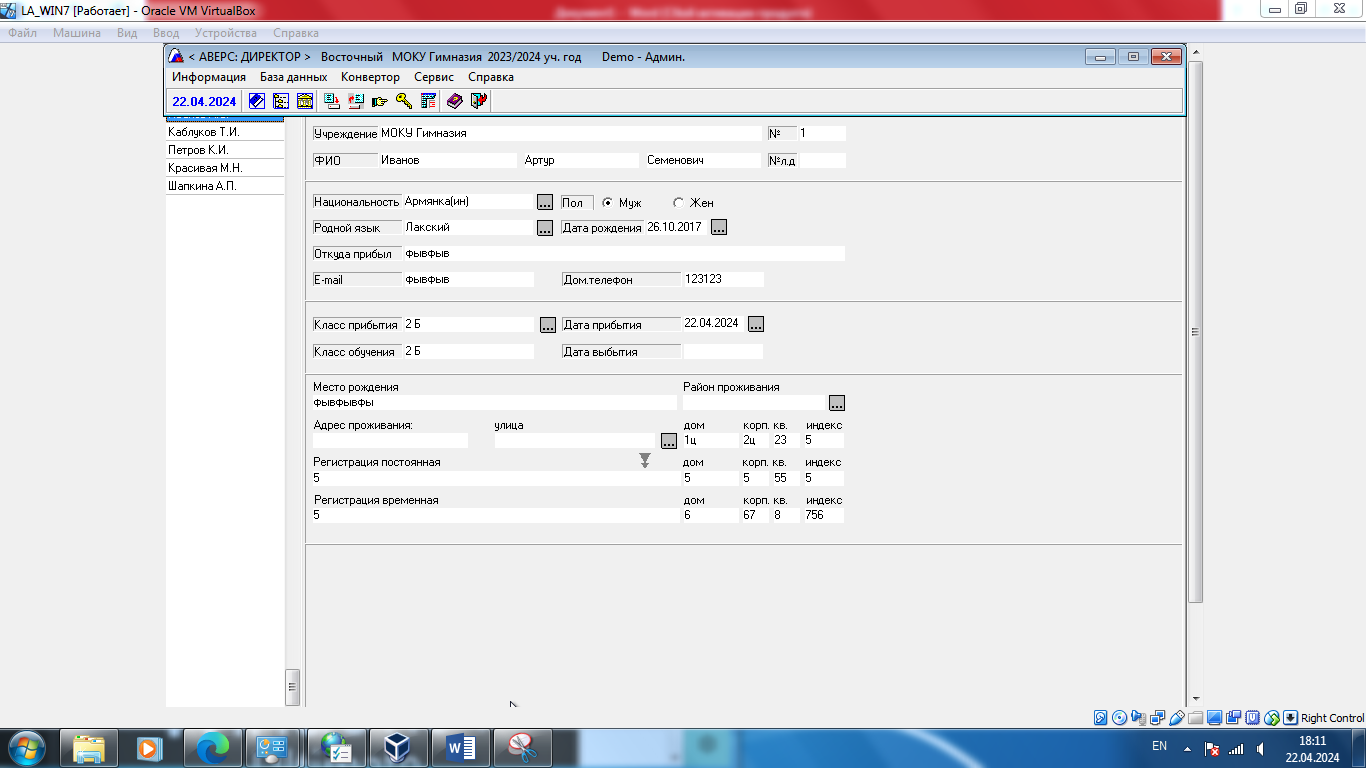 LA_WIN7 [Работает] - Oracle VM VirtualBox
Файл Машина Вид Ввод Устройства Справка
< АВЕРС: ДИРЕКТОР > Восточный МОКУ Гимназия 2023/2024 уч. год Demo - Админ.
Информация База данных Конвертор Сервис Справка
22.04.2024
Каблуков Т.И.
Петров К.И.
Красивая М.Н.
Шапкина А.П.
Учреждение МОКУ Гимназия № 1
ФИО Иванов Артур Семенович №л.д
Национальность Армянка(ин) ... Пол Муж Жен
Родной язык Лакский ... Дата рождения 26.10.2017 ...
Откуда прибыл фывфыв
E-mail фывфыв Дом.телефон 123123
Класс прибытия 2 Б ... Дата прибытия 22.04.2024 ...
Класс обучения 2 Б Дата выбытия
Место рождения Район проживания
фывфывфы ...
Адрес проживания: улица дом корп. кв. индекс
... 1ц 2ц 23 5
Регистрация постоянная дом корп. кв. индекс
5 5 5 55 5
Регистрация временная дом корп. кв. индекс
5 6 67 8 756
Right Control
EN 18:11
22.04.2024